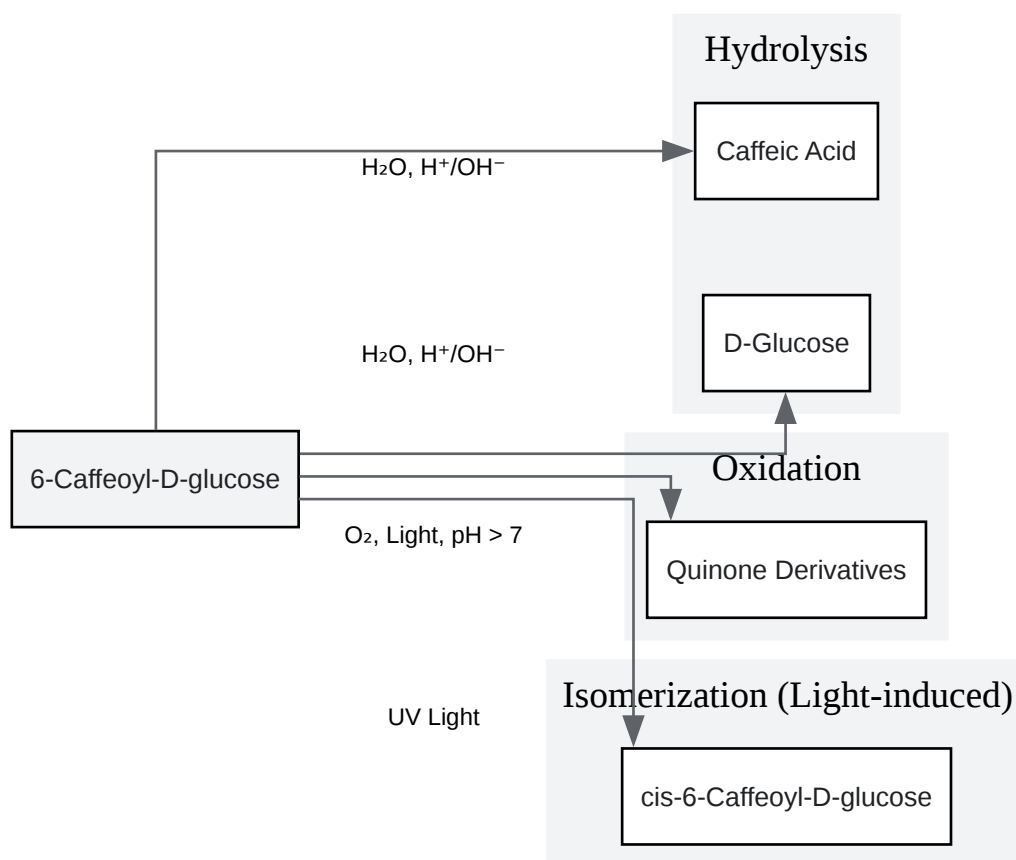 Hydrolysis
Caffeic Acid
H₂O, H⁺/OH⁻
D-Glucose
H₂O, H⁺/OH⁻
6-Caffeoyl-D-glucose
Oxidation
O₂, Light, pH > 7
Quinone Derivatives
Isomerization (Light-induced)
UV Light
cis-6-Caffeoyl-D-glucose